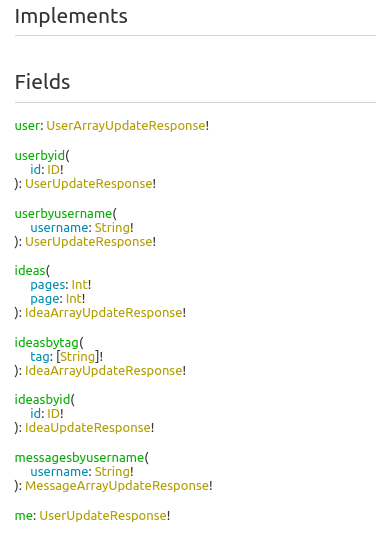 Implements
Fields
user: UserArrayUpdateResponse!
userbyid(
id: ID!
): UserUpdateResponse!
userbyusername(
username: String!
): UserUpdateResponse!
ideas(
pages: Int!
page: Int!
): IdeaArrayUpdateResponse!
ideasbytag(
tag: [String]!
): IdeaArrayUpdateResponse!
ideasbyid(
id: ID!
): IdeaUpdateResponse!
messagesbyusername(
username: String!
): MessageArrayUpdateResponse!
me: UserUpdateResponse!